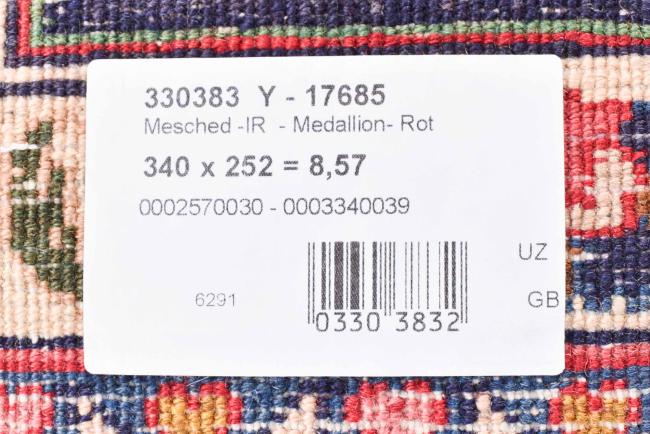 330383 Y - 17685
Mesched -IR - Medallion- Rot
340 x 252 = 8,57
0002570030 - 0003340039
UZ
6291
GB
0330 3832